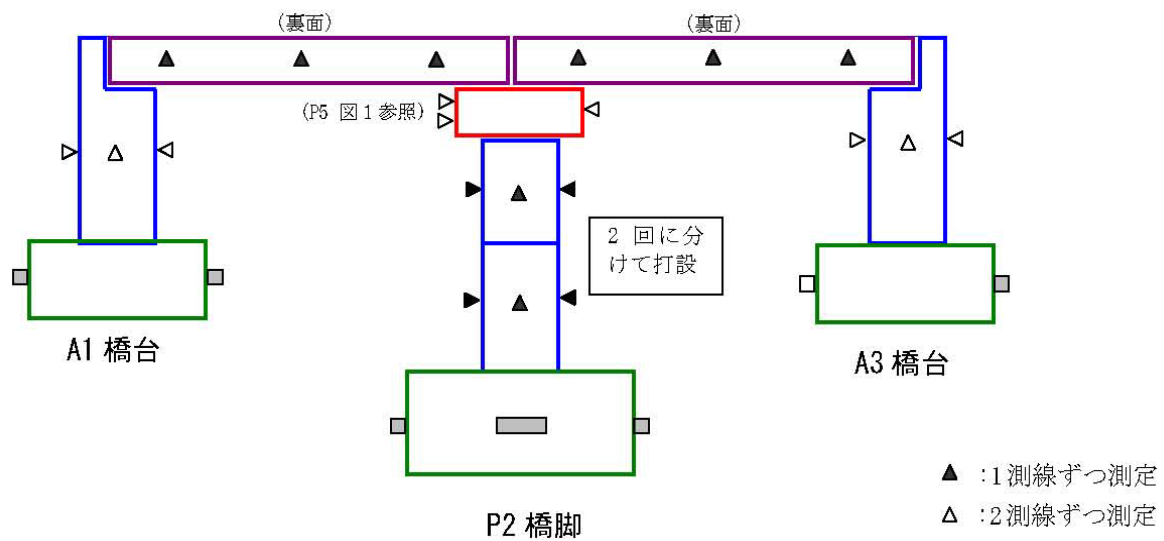 (裏面)
(裏面)
(P5 図1参照)
2 回に分
けて打設
A1 橋台
A3 橋台
P2 橋脚
▲ :1測線ずつ測定
△ :2測線ずつ測定